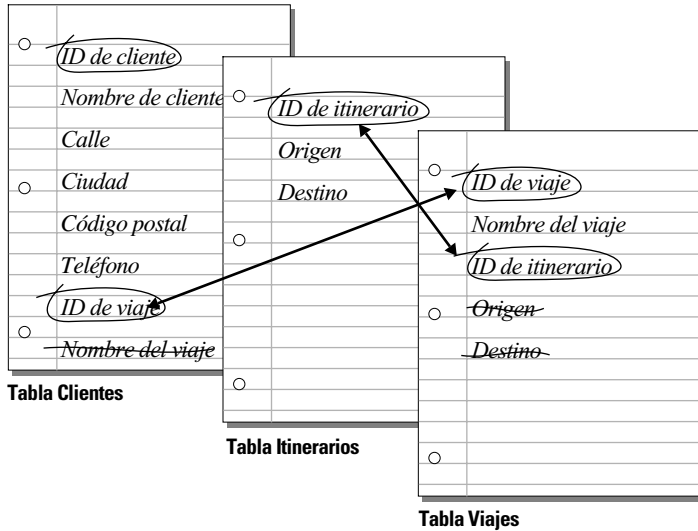 ID de cliente
Nombre de cliente
Calle
Ciudad
Código postal
Teléfono
ID de viaje
Nombre del viaje
Tabla Clientes
ID de itinerario
Origen
Destino
Tabla Itinerarios
ID de viaje
Nombre del viaje
ID de itinerario
Origen
Destino
Tabla Viajes